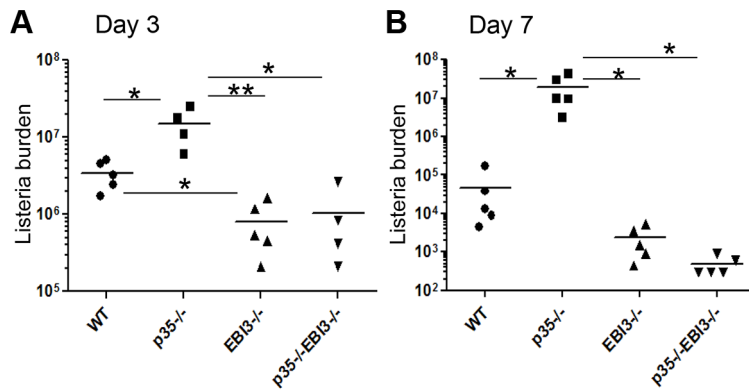 A Day 3
Listeria burden
10⁸
10⁷
10⁶
10⁵
*
**
*
*
WT
p35-/-
EBI3-/-
p35-/-EBI3-/-
B Day 7
Listeria burden
10⁸
10⁷
10⁶
10⁵
10⁴
10³
10²
*
*
*
WT
p35-/-
EBI3-/-
p35-/-EBI3-/-